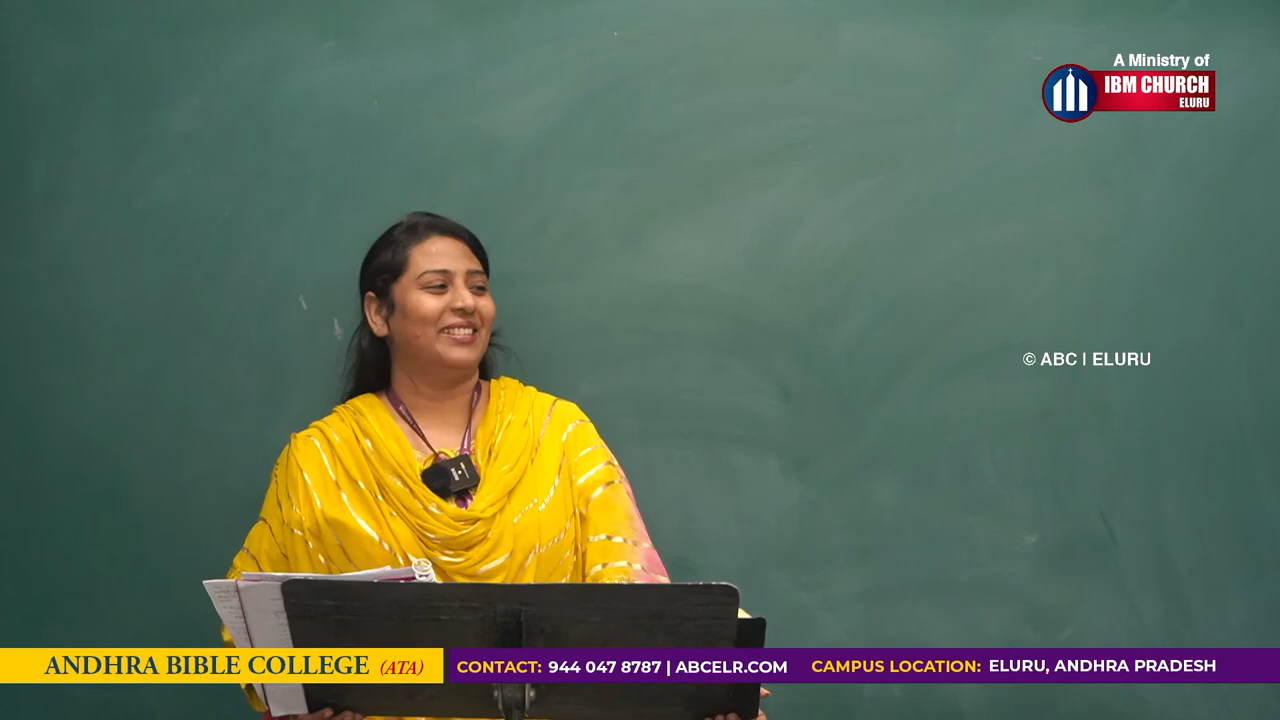 A Ministry of
IBM CHURCH
ELURU
© ABC | ELURU
ANDHRA BIBLE COLLEGE (ATA)
CONTACT: 944 047 8787 | ABCELR.COM
CAMPUS LOCATION: ELURU, ANDHRA PRADESH